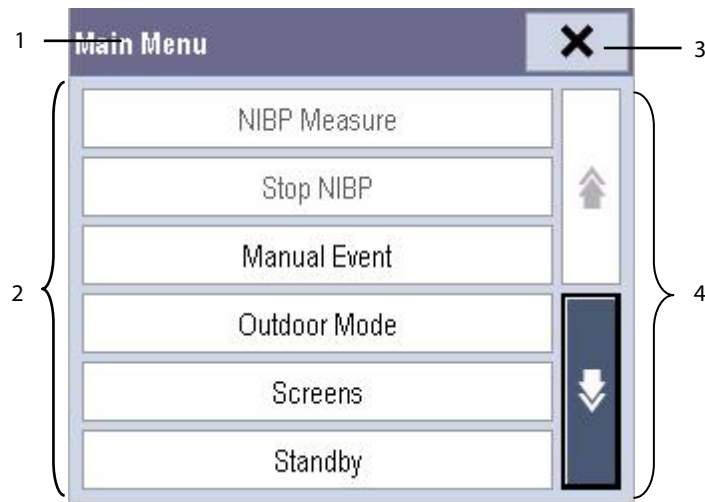 1 Main Menu 3
NIBP Measure
Stop NIBP
Manual Event
2 Outdoor Mode 4
Screens
Standby